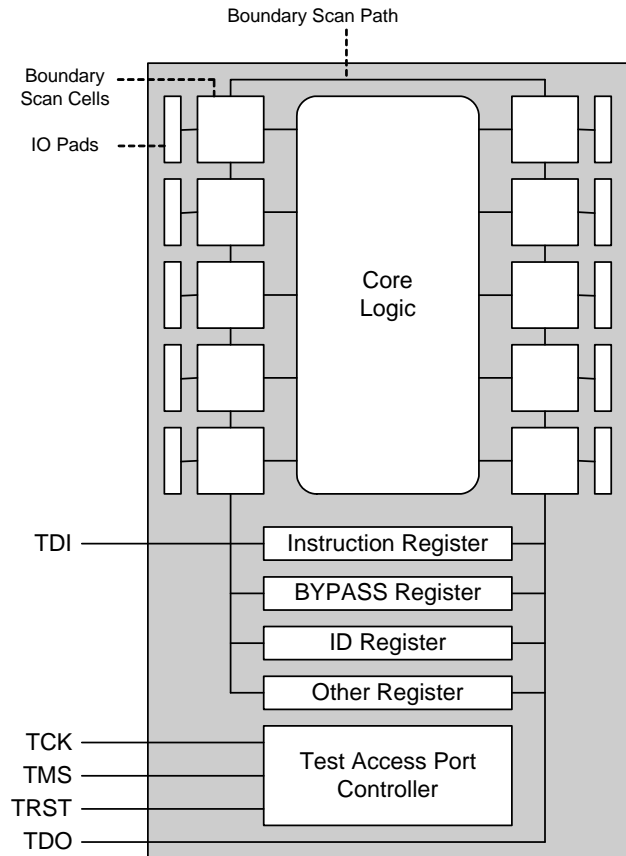 Boundary Scan Path
Boundary
Scan Cells
IO Pads
Core
Logic
TDI
Instruction Register
BYPASS Register
ID Register
Other Register
TCK
TMS
TRST
TDO
Test Access Port
Controller